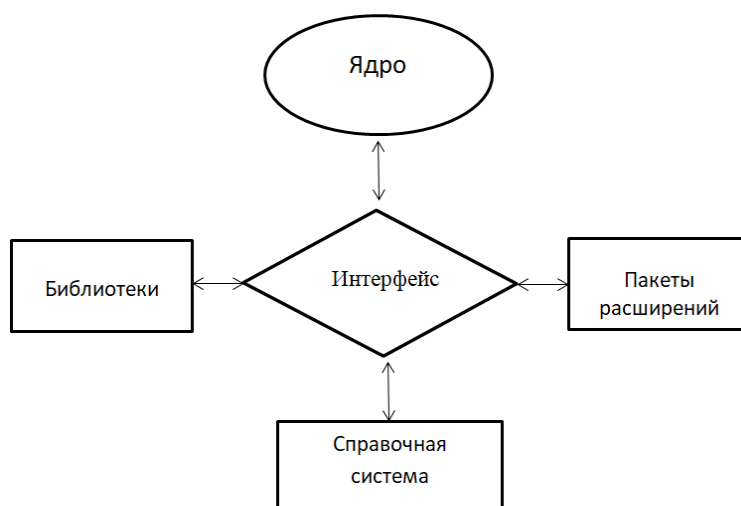 Ядро
Библиотеки
Интерфейс
Пакеты
расширений
Справочная
система